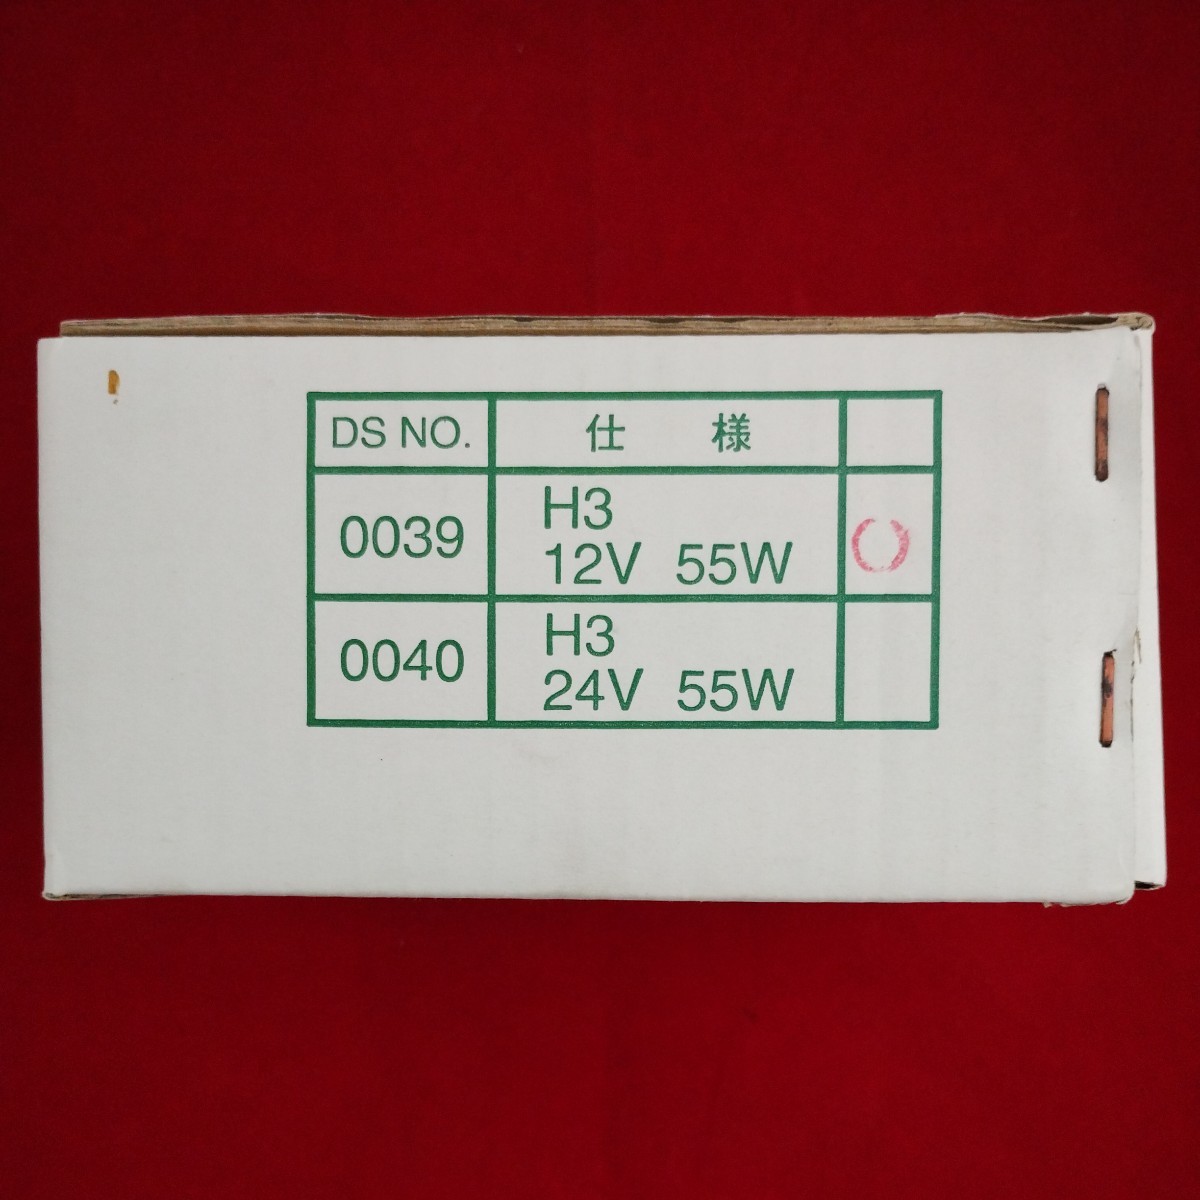 DS NO. 仕 様
0039 H3
12V 55W
0040 H3
24V 55W